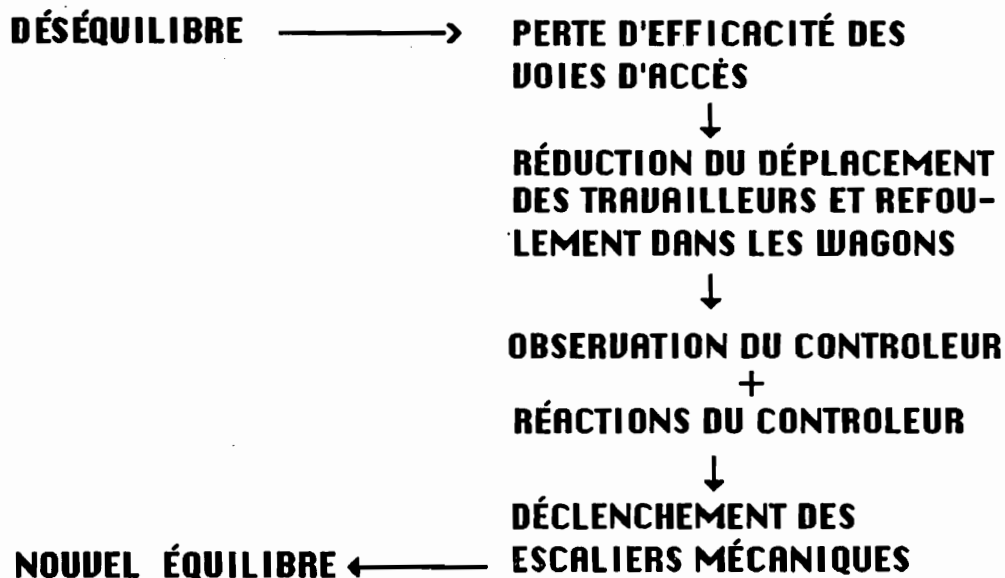 DÉSÉQUILIBRE ⟶ PERTE D'EFFICACITÉ DES
VOIES D'ACCÈS
↓
RÉDUCTION DU DÉPLACEMENT
DES TRAVAILLEURS ET REFOU-
LEMENT DANS LES WAGONS
↓
OBSERVATION DU CONTROLEUR
+
RÉACTIONS DU CONTROLEUR
↓
DÉCLENCHEMENT DES
NOUVEL ÉQUILIBRE ⟵ ESCALIERS MÉCANIQUES